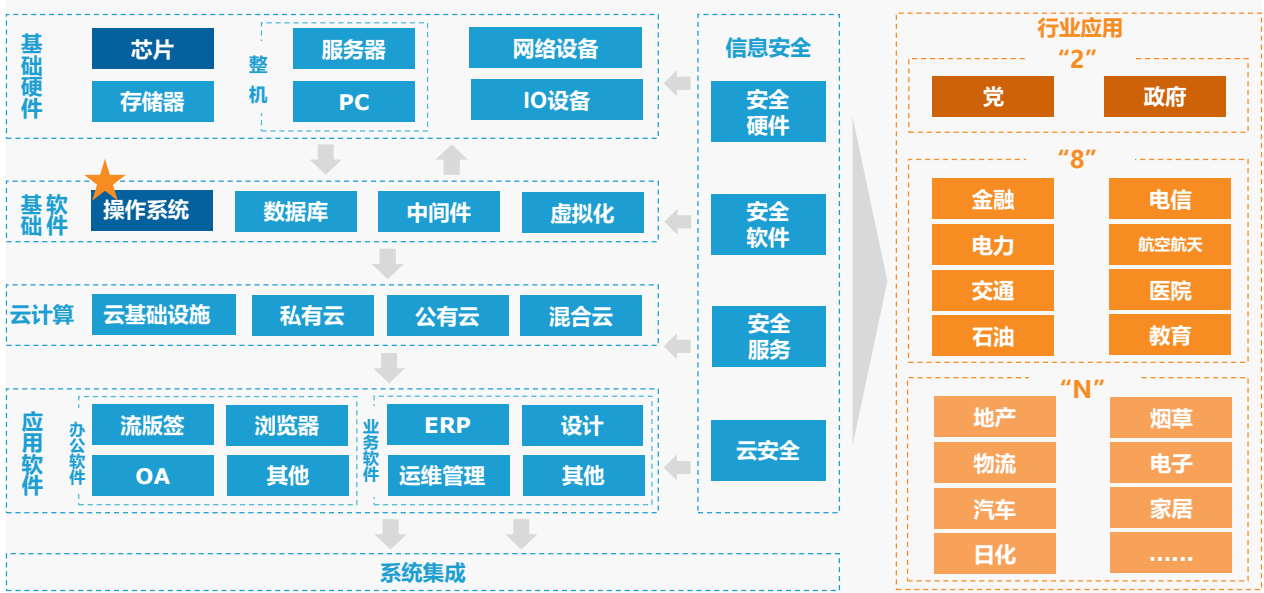 基础硬件
芯片
存储器
整机
服务器
PC
网络设备
IO设备
基础软件
操作系统
数据库
中间件
虚拟化
云计算
云基础设施
私有云
公有云
混合云
应用软件
办公软件
流版签
浏览器
OA
其他
业务软件
ERP
设计
运维管理
其他
系统集成
信息安全
安全
硬件
安全
软件
安全
服务
云安全
行业应用
“2”
党
政府
“8”
金融
电信
电力
航空航天
交通
医院
石油
教育
“N”
地产
烟草
物流
电子
汽车
家居
日化
......